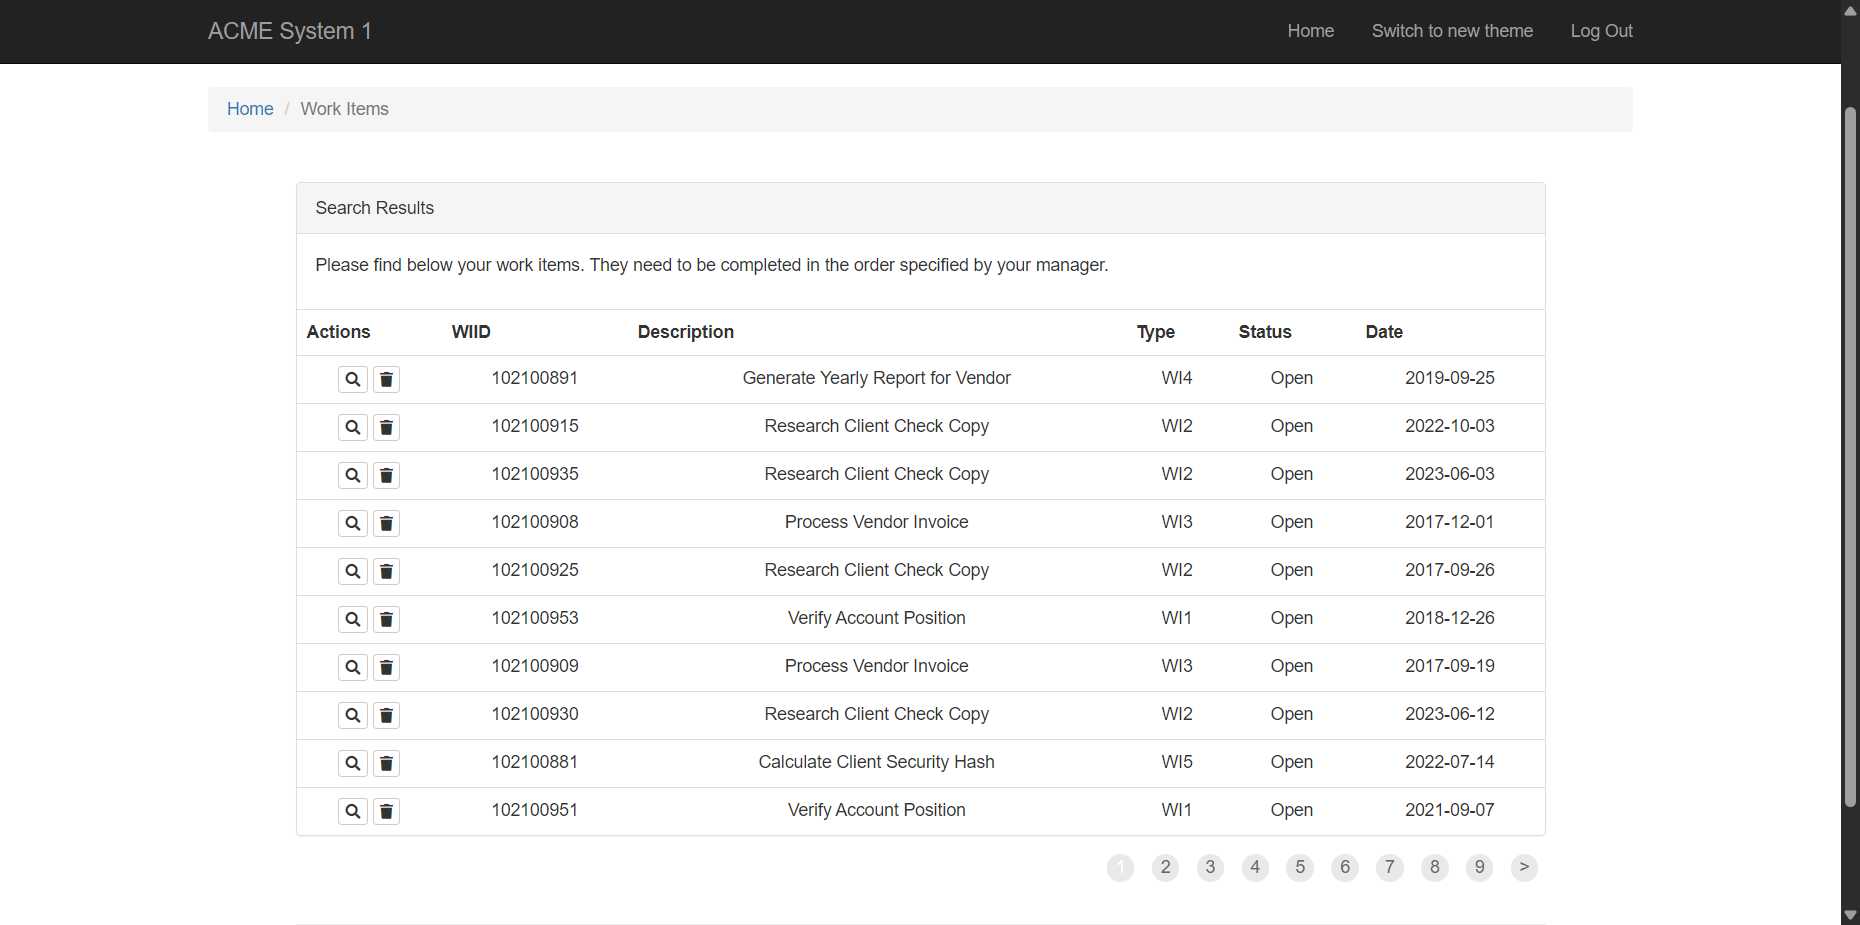 ACME System 1 Home Switch to new theme Log Out
Home / Work Items
Search Results
Please find below your work items. They need to be completed in the order specified by your manager.
Actions WIID Description Type Status Date
102100891 Generate Yearly Report for Vendor WI4 Open 2019-09-25
102100915 Research Client Check Copy WI2 Open 2022-10-03
102100935 Research Client Check Copy WI2 Open 2023-06-03
102100908 Process Vendor Invoice WI3 Open 2017-12-01
102100925 Research Client Check Copy WI2 Open 2017-09-26
102100953 Verify Account Position WI1 Open 2018-12-26
102100909 Process Vendor Invoice WI3 Open 2017-09-19
102100930 Research Client Check Copy WI2 Open 2023-06-12
102100881 Calculate Client Security Hash WI5 Open 2022-07-14
102100951 Verify Account Position WI1 Open 2021-09-07
1 2 3 4 5 6 7 8 9 >